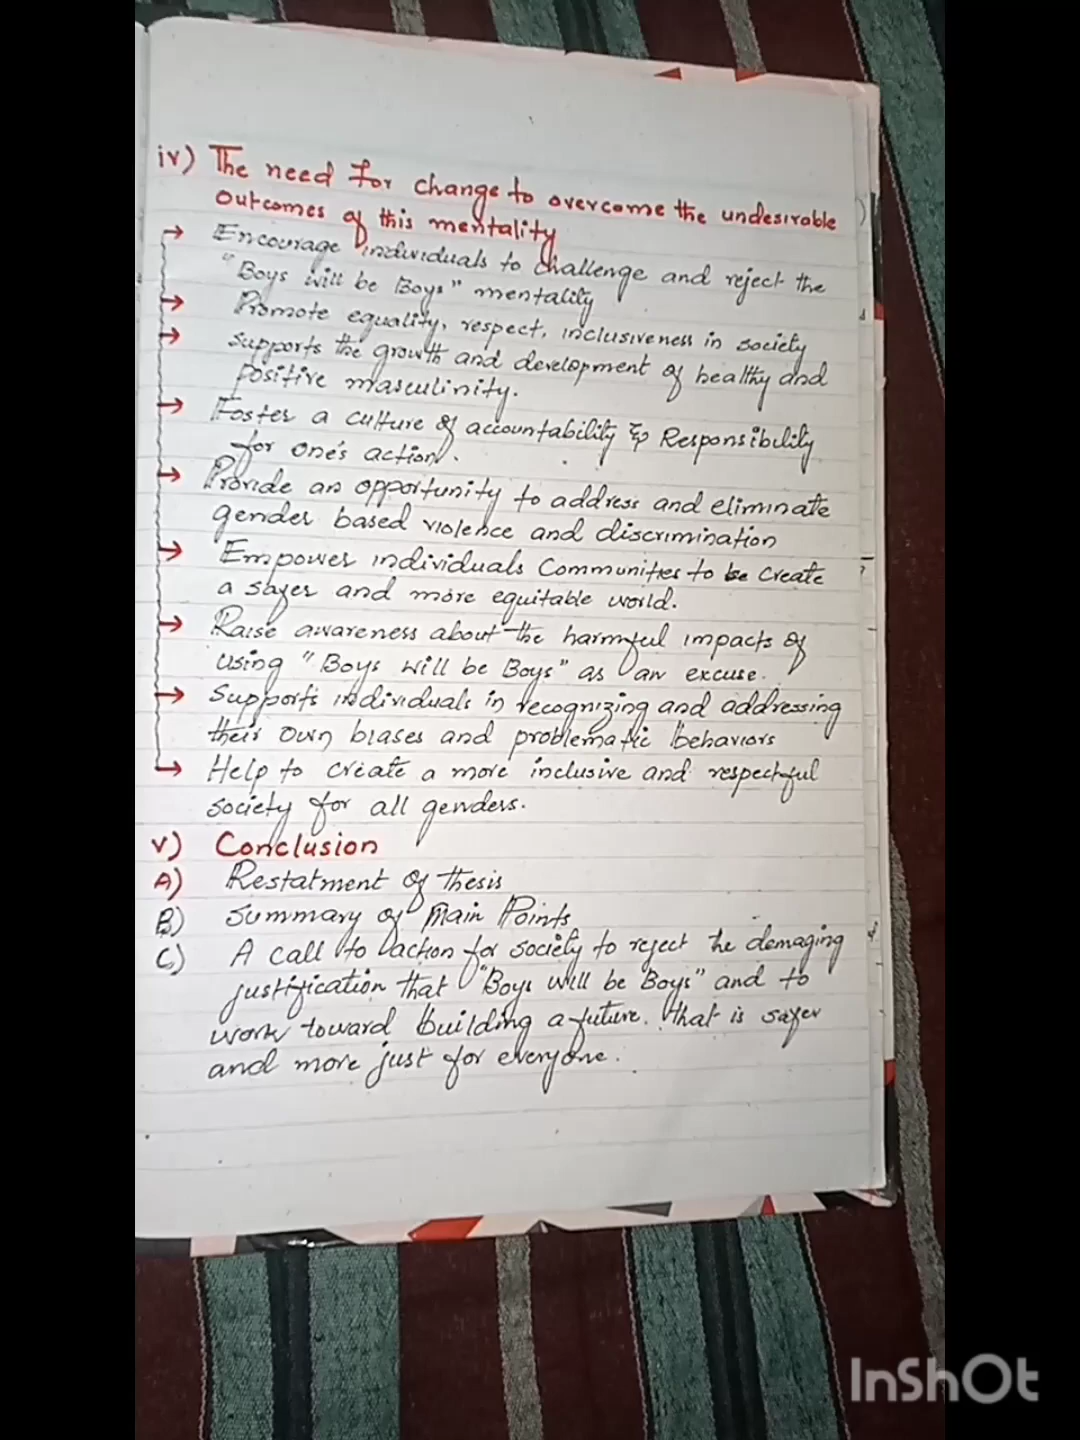 iv) The need for change to overcome the undesirable
outcomes of this mentality
→ Encourage individuals to challenge and reject the
"Boys will be Boys" mentality
→ Promote equality, respect, inclusiveness in society
→ Supports the growth and development of healthy and
positive masculinity.
→ Foster a culture of accountability & Responsibility
for one's action.
→ Provide an opportunity to address and eliminate
gender based violence and discrimination
→ Empower individuals Communities to be create
a safer and more equitable world.
→ Raise awareness about the harmful impacts of
using "Boys will be Boys" as an excuse.
→ Supports individuals in recognizing and addressing
their own biases and problematic behaviors
→ Help to create a more inclusive and respectful
society for all genders.
v) Conclusion
A) Restatment of thesis
B) Summary of Main Points
C) A call to action for society to reject the demaging
justification that "Boys will be Boys" and to
work toward building a future. that is safer
and more just for everyone.
InShOt